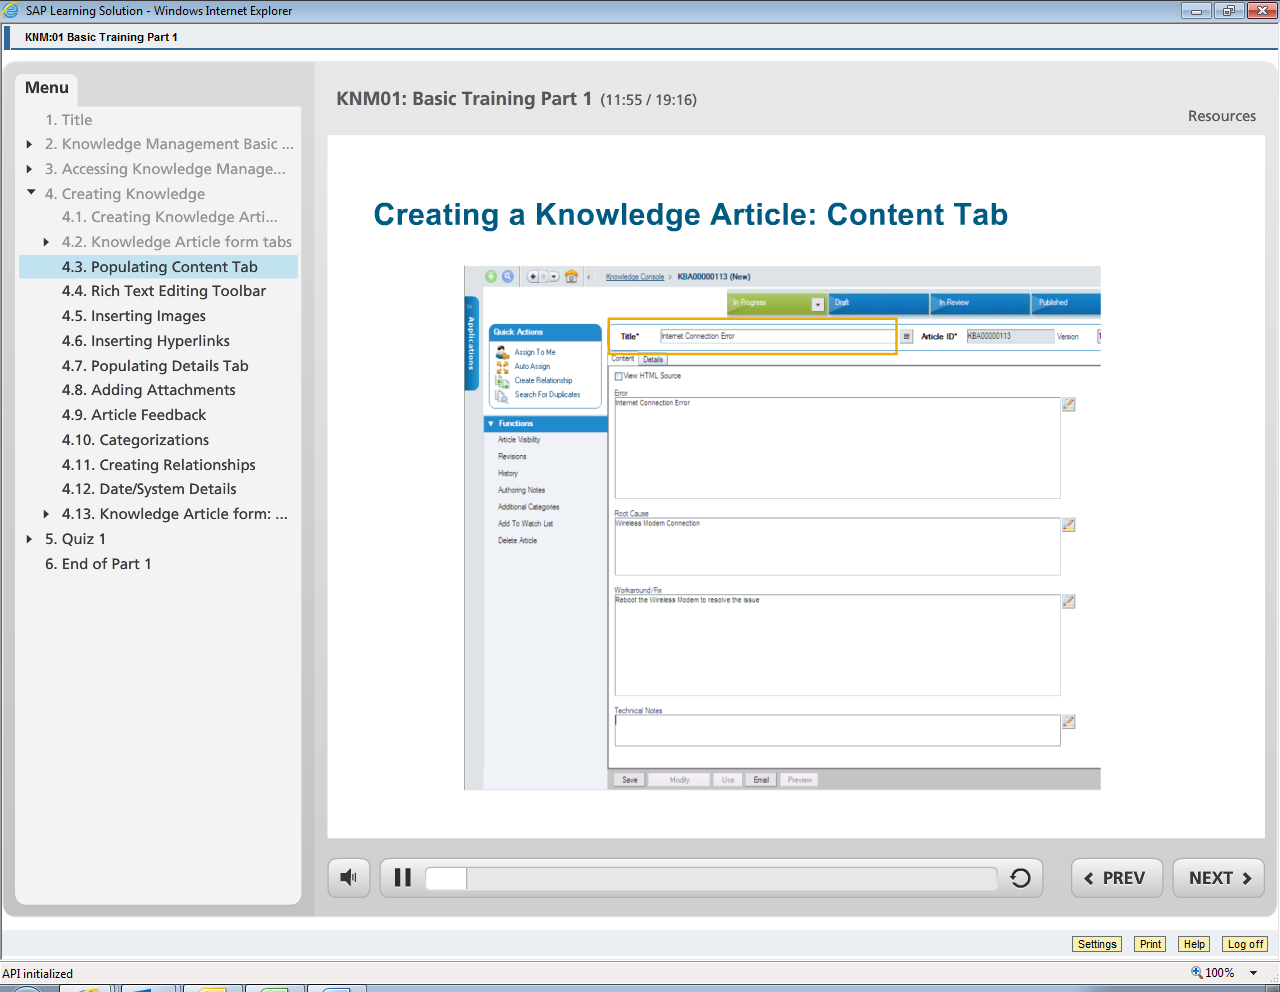 SAP Learning Solution - Windows Internet Explorer
KNM:01 Basic Training Part 1
Menu
1. Title
2. Knowledge Management Basic ...
3. Accessing Knowledge Manage...
4. Creating Knowledge
4.1. Creating Knowledge Arti...
4.2. Knowledge Article form tabs
4.3. Populating Content Tab
4.4. Rich Text Editing Toolbar
4.5. Inserting Images
4.6. Inserting Hyperlinks
4.7. Populating Details Tab
4.8. Adding Attachments
4.9. Article Feedback
4.10. Categorizations
4.11. Creating Relationships
4.12. Date/System Details
4.13. Knowledge Article form: ...
5. Quiz 1
6. End of Part 1
KNM01: Basic Training Part 1 (11:55 / 19:16)
Resources
Creating a Knowledge Article: Content Tab
Knowledge Console > KBA00000113 (New)
In Progress Draft In Review Published
Applications
Quick Actions
Assign To Me
Auto Assign
Create Relationship
Search For Duplicates
Functions
Article Visibility
Revisions
History
Authoring Notes
Additional Categories
Add To Watch List
Delete Article
Title* Internet Connection Error Article ID* KBA00000113 Version 1
Content Details
View HTML Source
Error
Internet Connection Error
Root Cause
Wireless Modem Connection
Workaround/Fix
Reboot the Wireless Modem to resolve the issue
Technical Notes
Save Modify Use Email Preview
PREV NEXT
Settings Print Help Log off
API initialized
100%